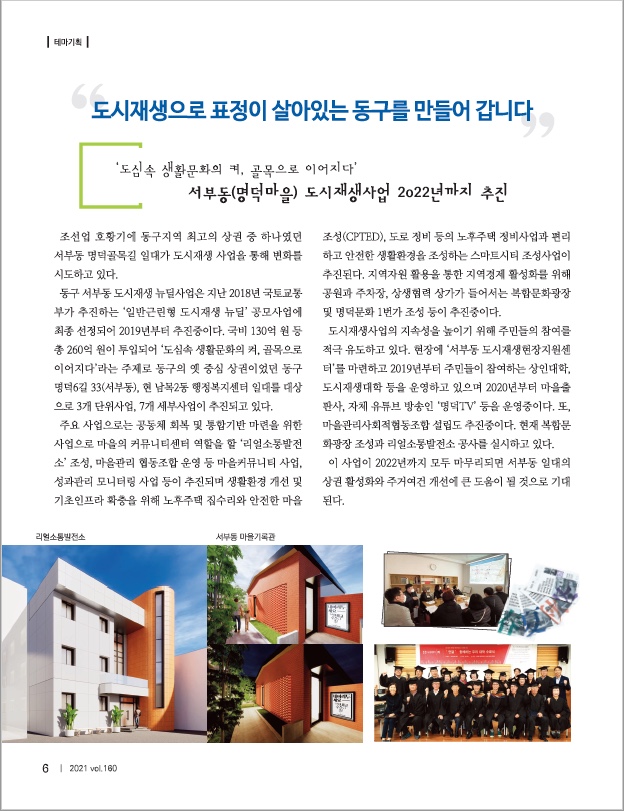 테마기획
“
도시재생으로 표정이 살아있는 동구를 만들어 갑니다
”
‘도심속 생활문화의 켜, 골목으로 이어지다’
서부동(명덕마을) 도시재생사업 2022년까지 추진
조선업 호황기에 동구지역 최고의 상권 중 하나였던
서부동 명덕골목길 일대가 도시재생 사업을 통해 변화를
시도하고 있다.
동구 서부동 도시재생 뉴딜사업은 지난 2018년 국토교통
부가 추진하는 ‘일반근린형 도시재생 뉴딜’ 공모사업에
최종 선정되어 2019년부터 추진중이다. 국비 130억 원 등
총 260억 원이 투입되어 ‘도심속 생활문화의 켜, 골목으로
이어지다’라는 주제로 동구의 옛 중심 상권이었던 동구
명덕6길 33(서부동), 현 남목2동 행정복지센터 일대를 대상
으로 3개 단위사업, 7개 세부사업이 추진되고 있다.
주요 사업으로는 공동체 회복 및 통합기반 마련을 위한
사업으로 마을의 커뮤니티센터 역할을 할 ‘리얼소통발전
소’ 조성, 마을관리 협동조합 운영 등 마을커뮤니티 사업,
성과관리 모니터링 사업 등이 추진되며 생활환경 개선 및
기초인프라 확충을 위해 노후주택 집수리와 안전한 마을
조성(CPTED), 도로 정비 등의 노후주택 정비사업과 편리
하고 안전한 생활환경을 조성하는 스마트시티 조성사업이
추진된다. 지역자원 활용을 통한 지역경제 활성화를 위해
공원과 주차장, 상생협력 상가가 들어서는 복합문화광장
및 명덕문화 1번가 조성 등이 추진중이다.
도시재생사업의 지속성을 높이기 위해 주민들의 참여를
적극 유도하고 있다. 현장에 ‘서부동 도시재생현장지원센
터’를 마련하고 2019년부터 주민들이 참여하는 상인대학,
도시재생대학 등을 운영하고 있으며 2020년부터 마을출
판사, 자체 유튜브 방송인 ‘명덕TV’ 등을 운영중이다. 또,
마을관리사회적협동조합 설립도 추진중이다. 현재 복합문
화광장 조성과 리얼소통발전소 공사를 실시하고 있다.
이 사업이 2022년까지 모두 마무리되면 서부동 일대의
상권 활성화와 주거여건 개선에 큰 도움이 될 것으로 기대
된다.
리얼소통발전소
서부동 마을기록관
6 | 2021 vol.160